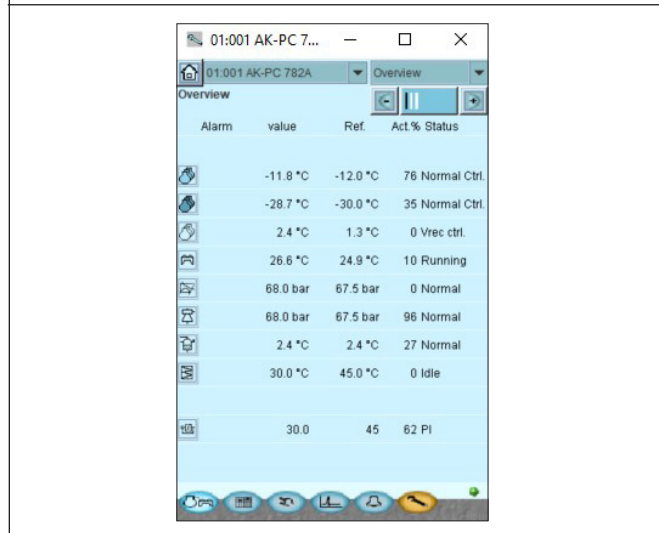 01:001 AK-PC 7...
01:001 AK-PC 782A Overview
Overview
Alarm value Ref. Act.% Status
-11.8 °C -12.0 °C 76 Normal Ctrl.
-28.7 °C -30.0 °C 35 Normal Ctrl.
2.4 °C 1.3 °C 0 Vrec ctrl.
26.6 °C 24.9 °C 10 Running
68.0 bar 67.5 bar 0 Normal
68.0 bar 67.5 bar 96 Normal
2.4 °C 2.4 °C 27 Normal
30.0 °C 45.0 °C 0 Idle
30.0 45 62 PI